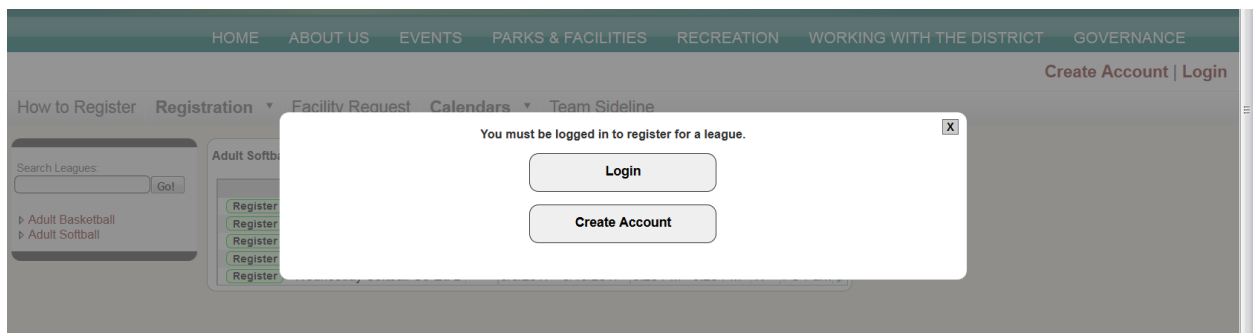 HOME ABOUT US EVENTS PARKS & FACILITIES RECREATION WORKING WITH THE DISTRICT GOVERNANCE
Create Account | Login
How to Register Registration Facility Request Calendars Team Sideline
You must be logged in to register for a league.
X
Login
Create Account
Search Leagues:
Go!
Adult Basketball
Adult Softball
Adult
Register
Register
Register
Register
Register